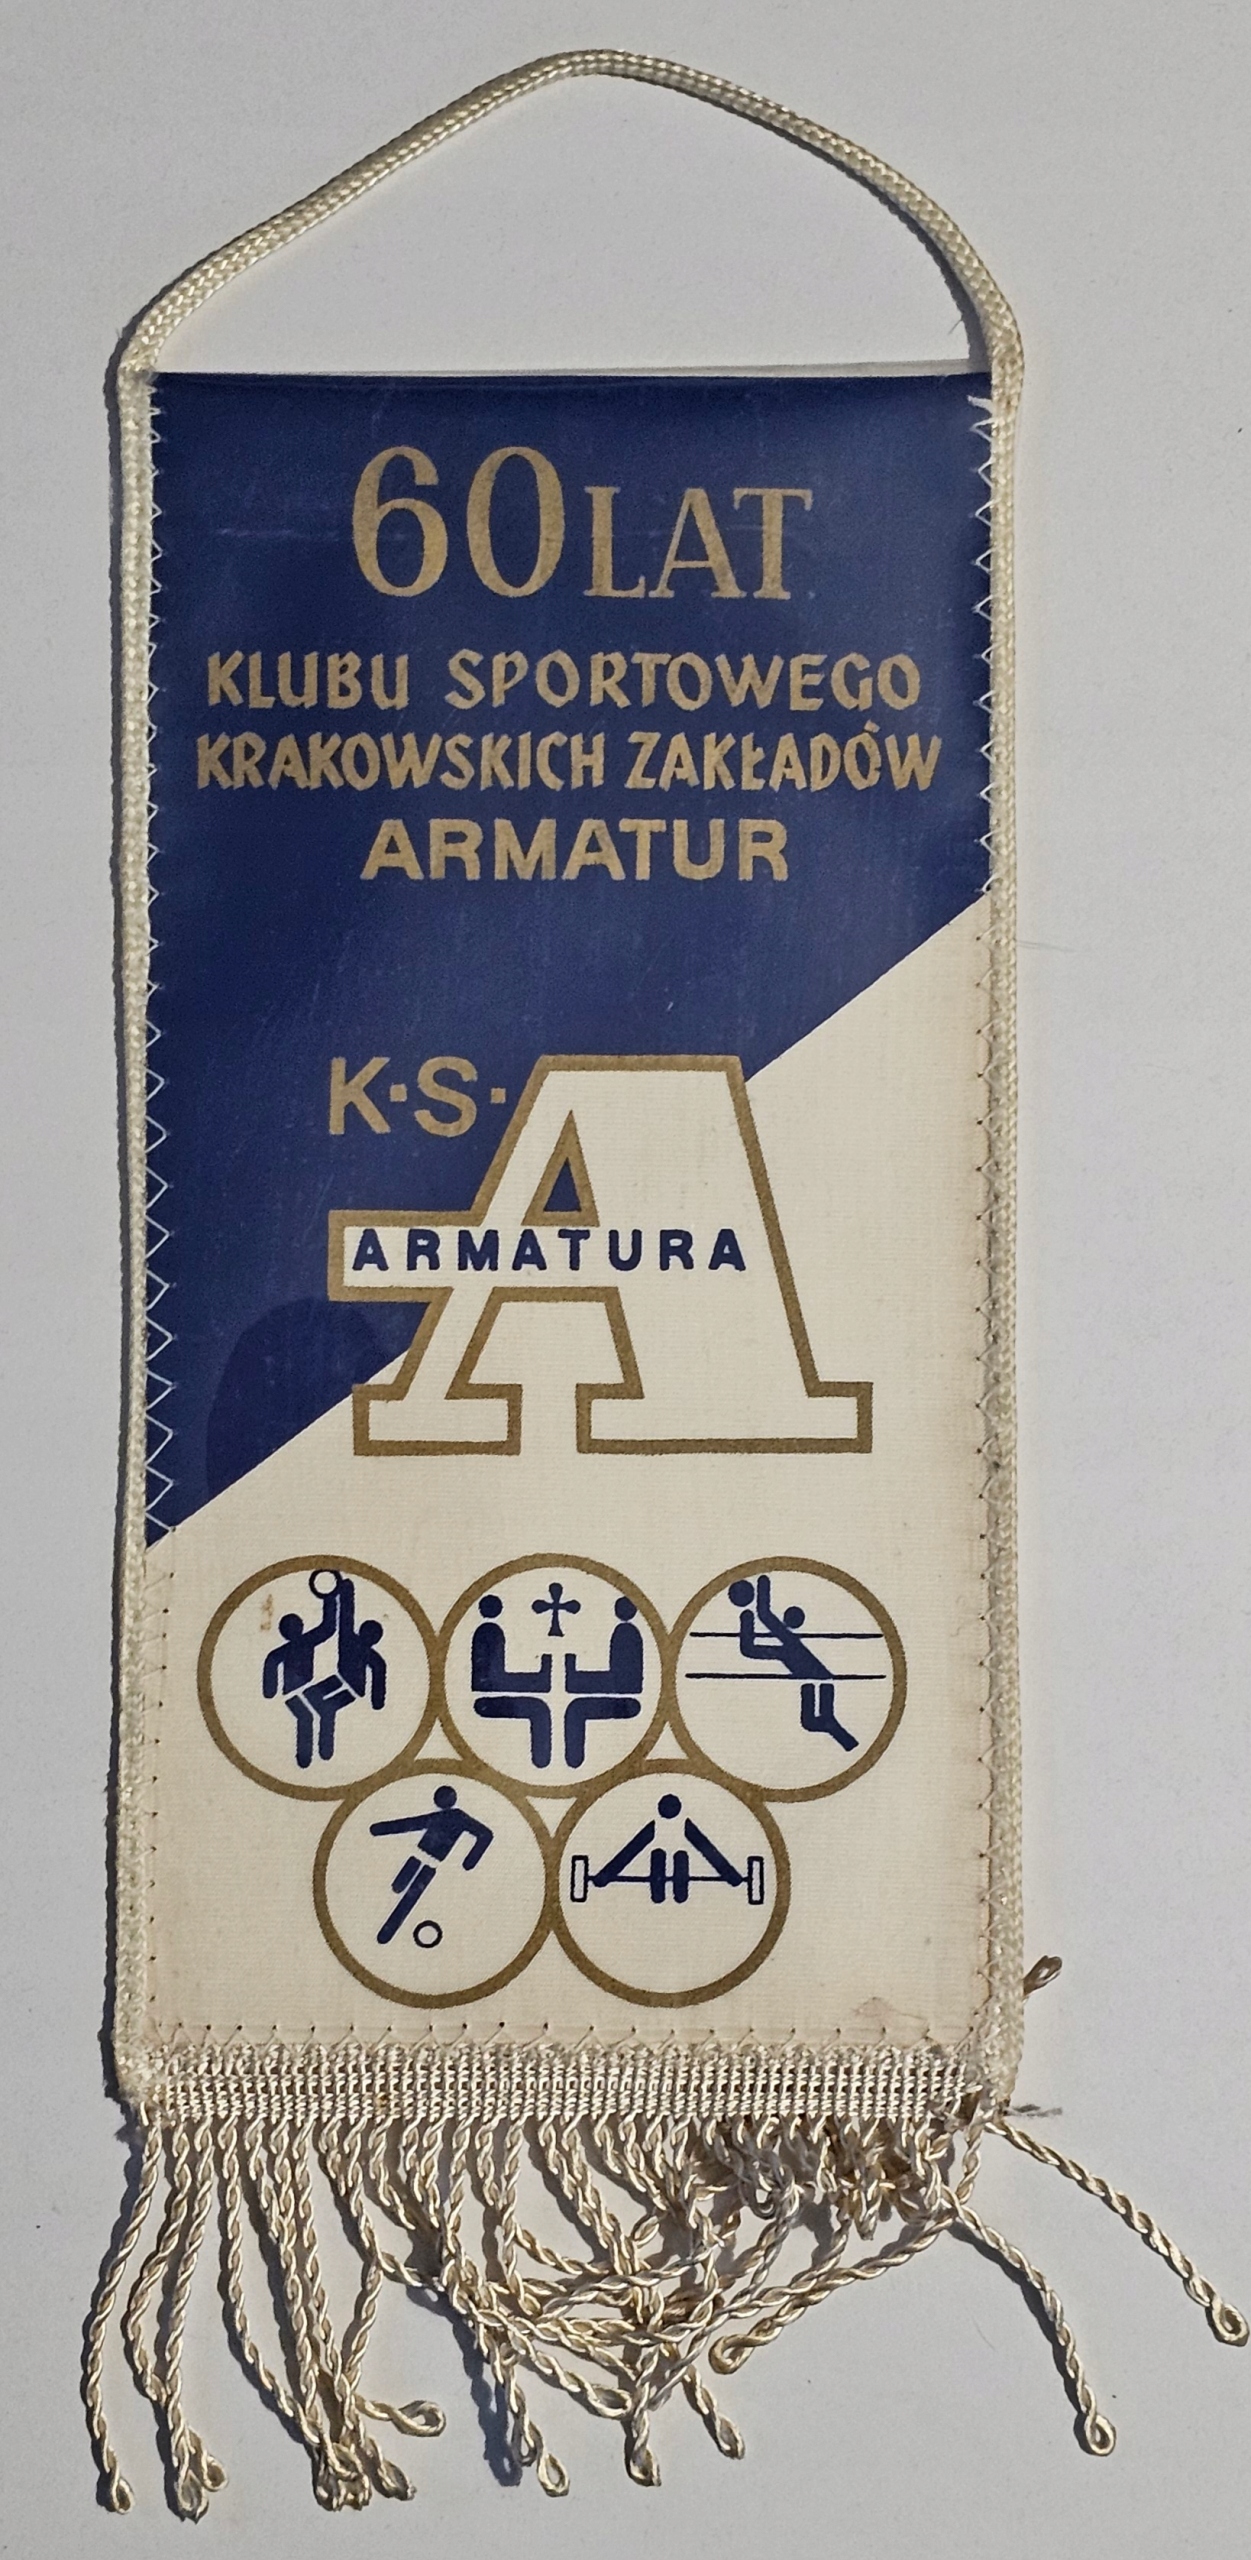 60 LAT
KLUBU SPORTOWEGO
KRAKOWSKICH ZAKŁADÓW
ARMATUR
K·S·A
ARMATURA